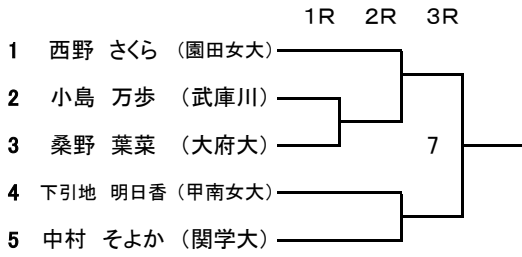 1R 2R 3R
1 西野 さくら (園田女大)
2 小島 万歩 (武庫川)
3 桑野 葉菜 (大府大) 7
4 下引地 明日香 (甲南女大)
5 中村 そよか (関学大)